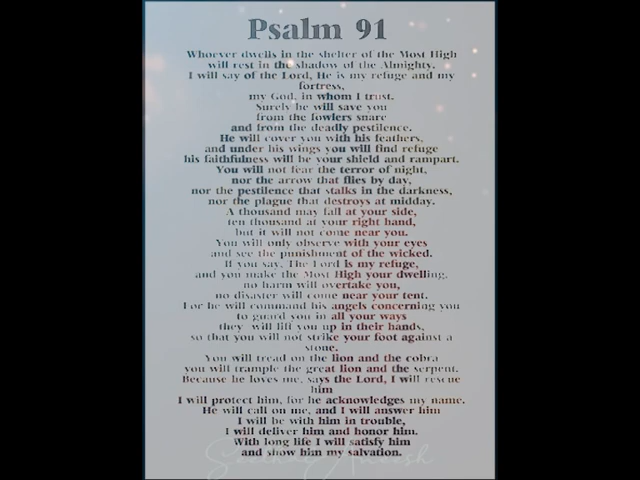 Psalm 91
Whoever dwells in the shelter of the Most High
will rest in the shadow of the Almighty.
I will say of the Lord, He is my refuge and my
fortress,
my God, in whom I trust.
Surely he will save you
from the fowlers snare
and from the deadly pestilence.
He will cover you with his feathers,
and under his wings you will find refuge
his faithfulness will be your shield and rampart.
You will not fear the terror of night,
nor the arrow that flies by day,
nor the pestilence that stalks in the darkness,
nor the plague that destroys at midday.
A thousand may fall at your side,
ten thousand at your right hand,
but it will not come near you.
You will only observe with your eyes
and see the punishment of the wicked.
If you say, The Lord is my refuge,
and you make the Most High your dwelling,
no harm will overtake you,
no disaster will come near your tent.
For he will command his angels concerning you
to guard you in all your ways
they will lift you up in their hands,
so that you will not strike your foot against a
stone.
You will tread on the lion and the cobra
you will trample the great lion and the serpent.
Because he loves me, says the Lord, I will rescue
him
I will protect him, for he acknowledges my name.
He will call on me, and I will answer him
I will be with him in trouble,
I will deliver him and honor him.
With long life I will satisfy him
and show him my salvation.